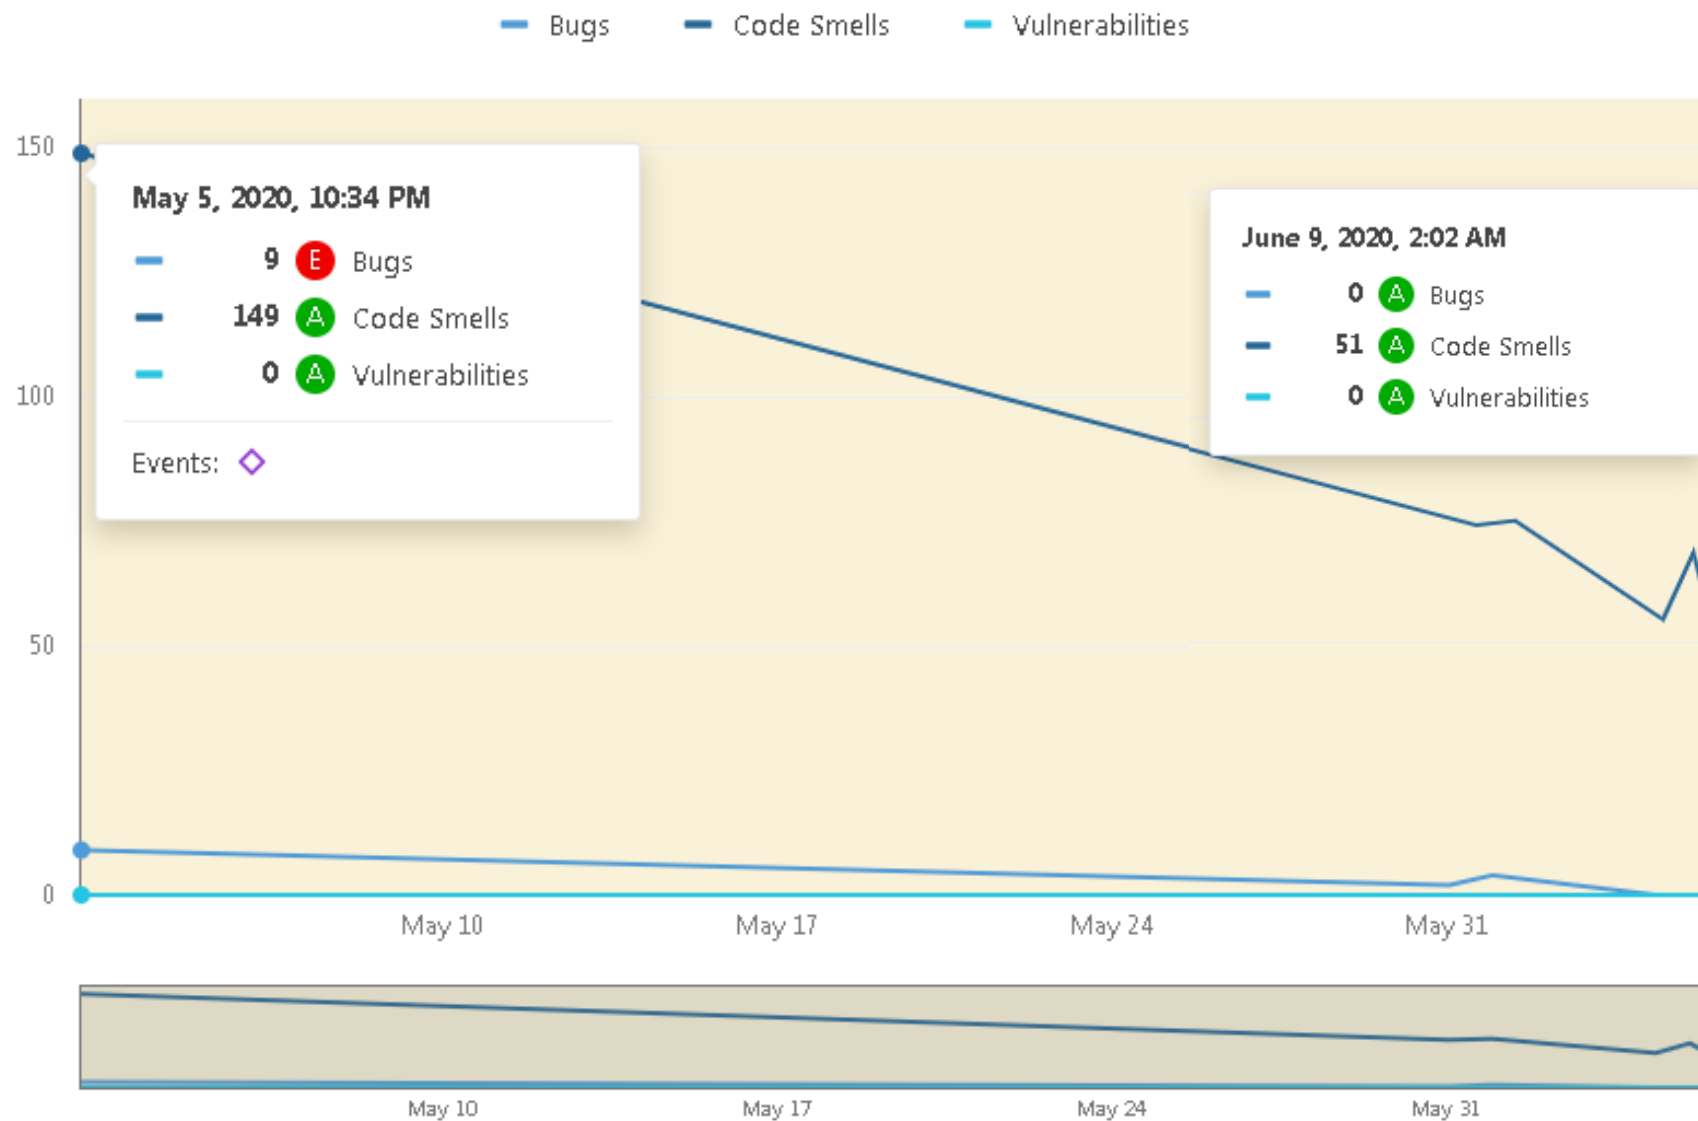 Bugs Code Smells Vulnerabilities
150
May 5, 2020, 10:34 PM
9 E Bugs
149 A Code Smells
0 A Vulnerabilities
Events:
June 9, 2020, 2:02 AM
0 A Bugs
51 A Code Smells
0 A Vulnerabilities
100
50
0
May 10 May 17 May 24 May 31
May 10 May 17 May 24 May 31